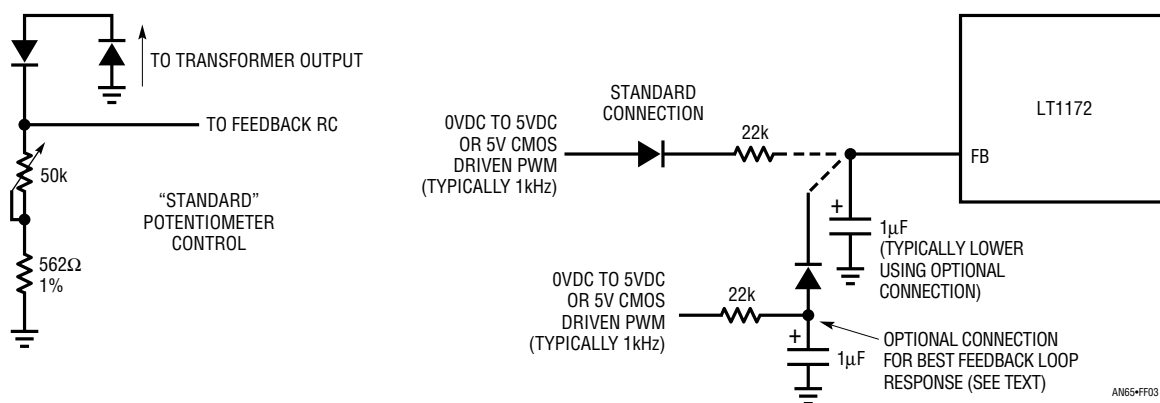 TO TRANSFORMER OUTPUT
TO FEEDBACK RC
50k
"STANDARD"
POTENTIOMETER
CONTROL
562Ω
1%
STANDARD
CONNECTION
0VDC TO 5VDC
OR 5V CMOS
DRIVEN PWM
(TYPICALLY 1kHz)
22k
LT1172
FB
+
1µF
(TYPICALLY LOWER
USING OPTIONAL
CONNECTION)
0VDC TO 5VDC
OR 5V CMOS
DRIVEN PWM
(TYPICALLY 1kHz)
22k
+
1µF
OPTIONAL CONNECTION
FOR BEST FEEDBACK LOOP
RESPONSE (SEE TEXT)
AN65•FF03